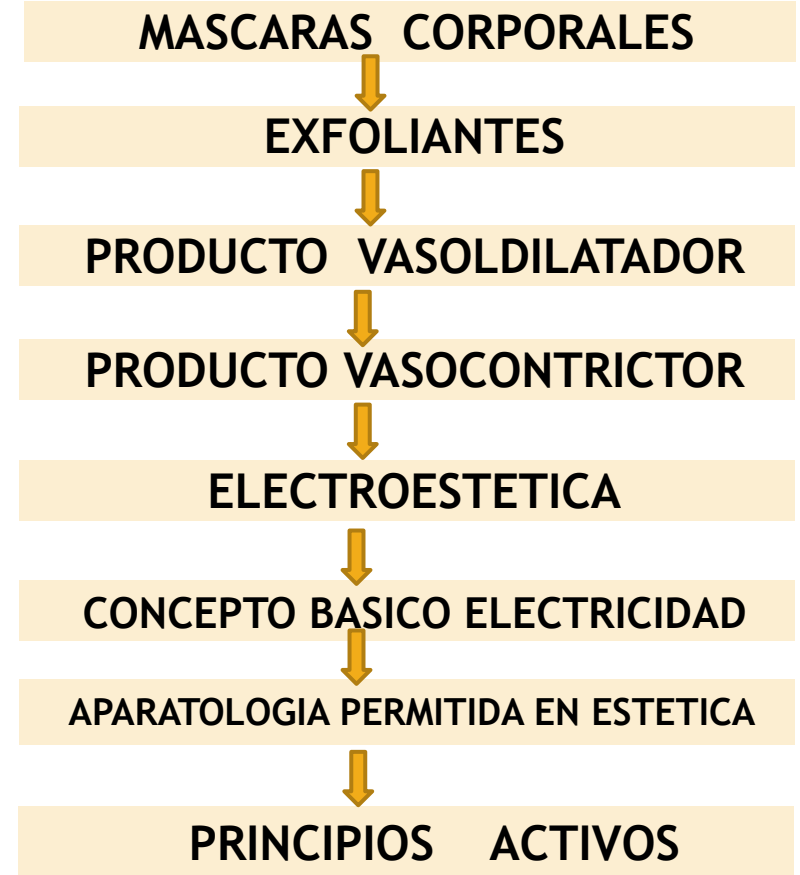 MASCARAS CORPORALES
EXFOLIANTES
PRODUCTO VASOLDILATADOR
PRODUCTO VASOCONTRICTOR
ELECTROESTETICA
CONCEPTO BASICO ELECTRICIDAD
APARATOLOGIA PERMITIDA EN ESTETICA
PRINCIPIOS ACTIVOS